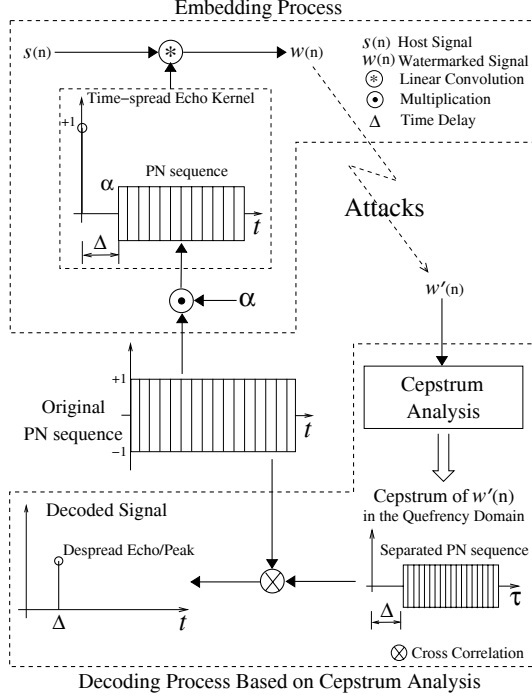 Embedding Process
s(n)
w(n)
s(n) Host Signal
w(n) Watermarked Signal
Linear Convolution
Multiplication
Δ Time Delay
Time-spread Echo Kernel
+1
PN sequence
α
t
Δ
Attacks
α
w'(n)
+1
Original
PN sequence
-1
t
Cepstrum
Analysis
Cepstrum of w'(n)
in the Quefrency Domain
Decoded Signal
Despread Echo/Peak
Separated PN sequence
Δ
τ
Δ
t
Cross Correlation
Decoding Process Based on Cepstrum Analysis